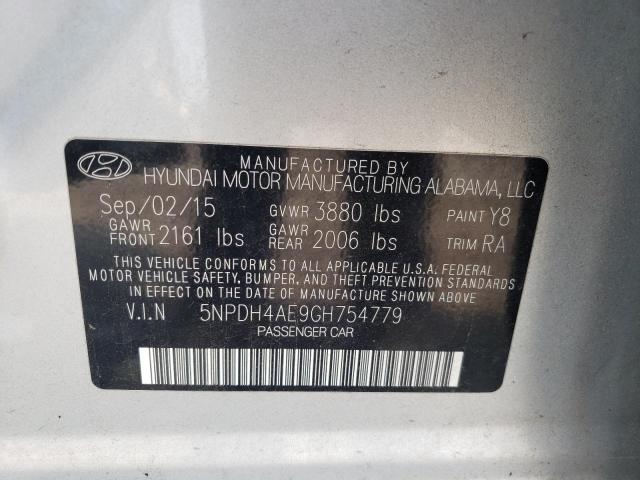 MANUFACTURED BY
HYUNDAI MOTOR MANUFACTURING ALABAMA, LLC
Sep/02/15 GVWR 3880 lbs PAINT Y8
GAWR FRONT 2161 lbs GAWR REAR 2006 lbs TRIM RA
THIS VEHICLE CONFORMS TO ALL APPLICABLE U.S.A. FEDERAL
MOTOR VEHICLE SAFETY, BUMPER, AND THEFT PREVENTION STANDARDS
IN EFFECT ON THE DATE OF MANUFACTURE SHOWN ABOVE.
V.I.N 5NPDH4AE9GH754779
PASSENGER CAR